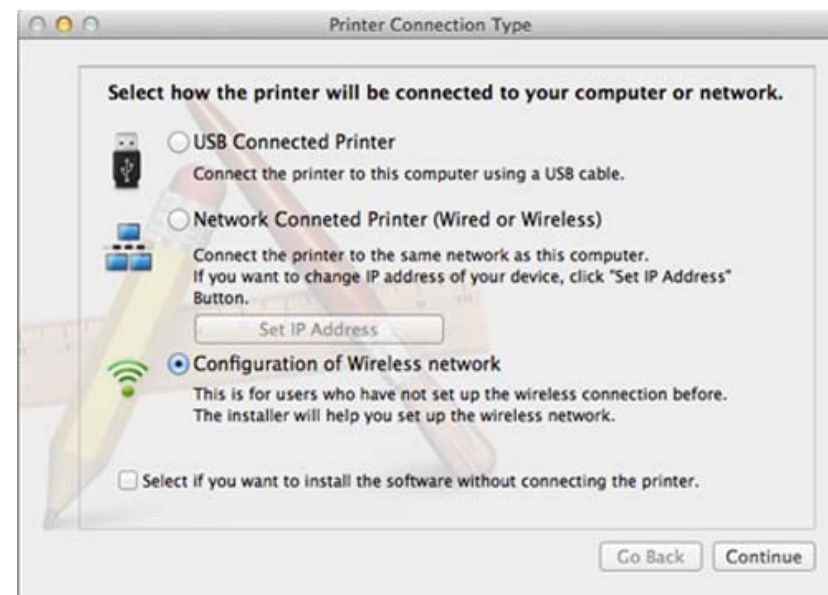 Printer Connection Type
Select how the printer will be connected to your computer or network.
USB Connected Printer
Connect the printer to this computer using a USB cable.
Network Conneted Printer (Wired or Wireless)
Connect the printer to the same network as this computer.
If you want to change IP address of your device, click "Set IP Address"
Button.
Set IP Address
Configuration of Wireless network
This is for users who have not set up the wireless connection before.
The installer will help you set up the wireless network.
Select if you want to install the software without connecting the printer.
Go Back
Continue